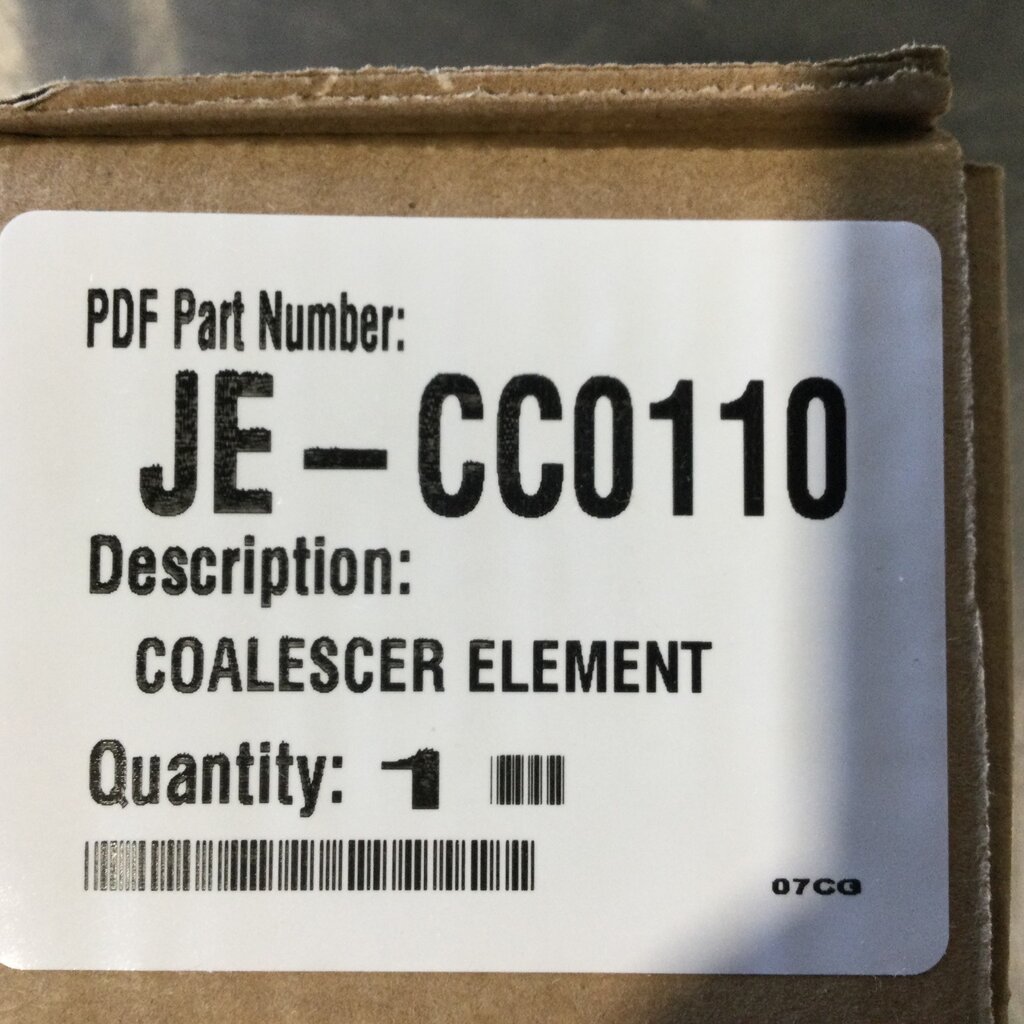 PDF Part Number:
JE-CC0110
Description:
COALESCER ELEMENT
Quantity: 1
07CG